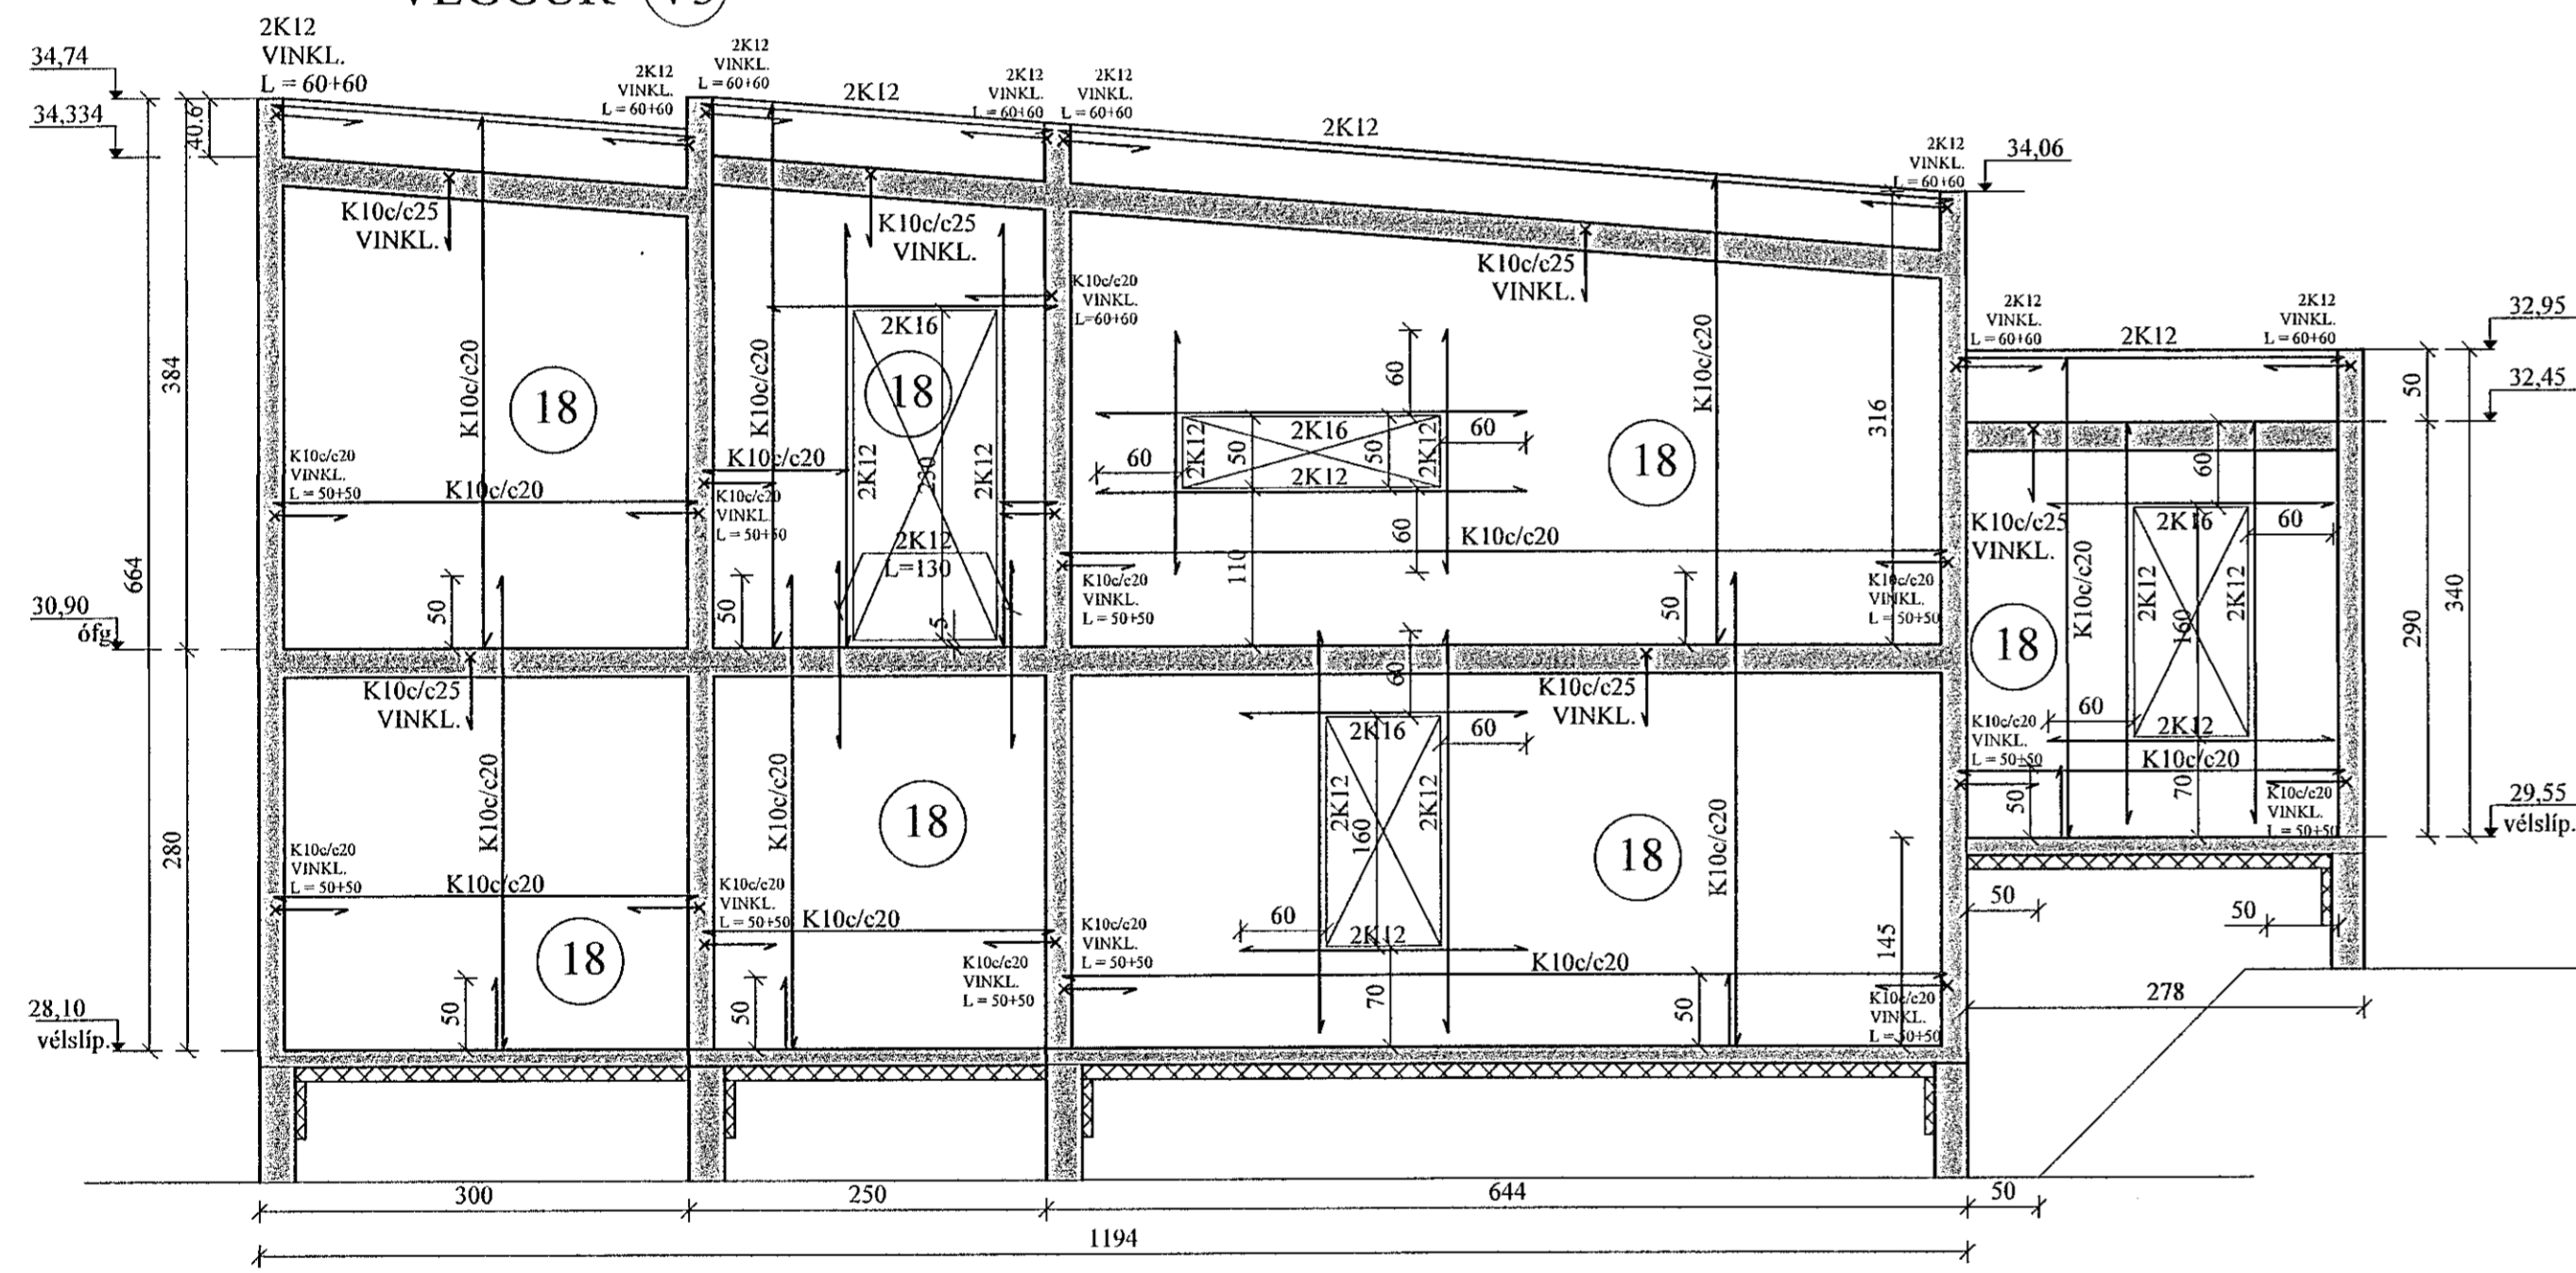 VEGGUR V3
2K12
VINKL.
L = 60+60
2K12
VINKL.
L = 60+60
2K12
VINKL.
L = 60+60
2K12
2K12
VINKL.
L = 60+60
2K12
VINKL.
L = 60+60
2K12
2K12
VINKL.
L = 60+60
34,06
34,74
34,334
40.6
K10c/c25
VINKL.
K10c/c25
VINKL.
K10c/c25
VINKL.
K10c/c20
VINKL.
L=60+60
2K12
VINKL.
L = 60+60
2K12
2K12
VINKL.
L = 60+60
32,95
32,45
50
384
664
280
K10c/c20
18
K10c/c20
VINKL.
L = 50+50
K10c/c20
50
K10c/c20
2K16
18
230
2K12
2K12
K10c/c20
K10c/c20
VINKL.
L = 50+50
2K12
L=130
50
5
60
60
2K12
50
2K16
2K12
50
2K12
60
60
110
K10c/c20
18
316
K10c/c20
K10c/c20
VINKL.
L = 50+50
50
K10c/c20
VINKL.
L = 50+50
K10c/c25
VINKL.
K10c/c20
60
2K16
60
2K12
160
2K12
18
60
2K12
K10c/c20
VINKL.
L = 50+50
K10c/c20
50
70
K10c/c20
VINKL.
L = 50+50
290
340
29,55
vélslíp.
30,90
ófg.
K10c/c25
VINKL.
K10c/c20
K10c/c20
VINKL.
L = 50+50
K10c/c20
18
50
K10c/c20
18
K10c/c20
VINKL.
L = 50+50
K10c/c20
K10c/c20
VINKL.
L = 50+50
50
60
2K16
60
2K12
160
2K12
60
2K12
70
K10c/c25
VINKL.
K10c/c20
18
K10c/c20
VINKL.
L = 50+50
K10c/c20
50
145
K10c/c20
VINKL.
L = 50+50
50
50
278
28,10
vélslíp.
300
250
644
50
1194